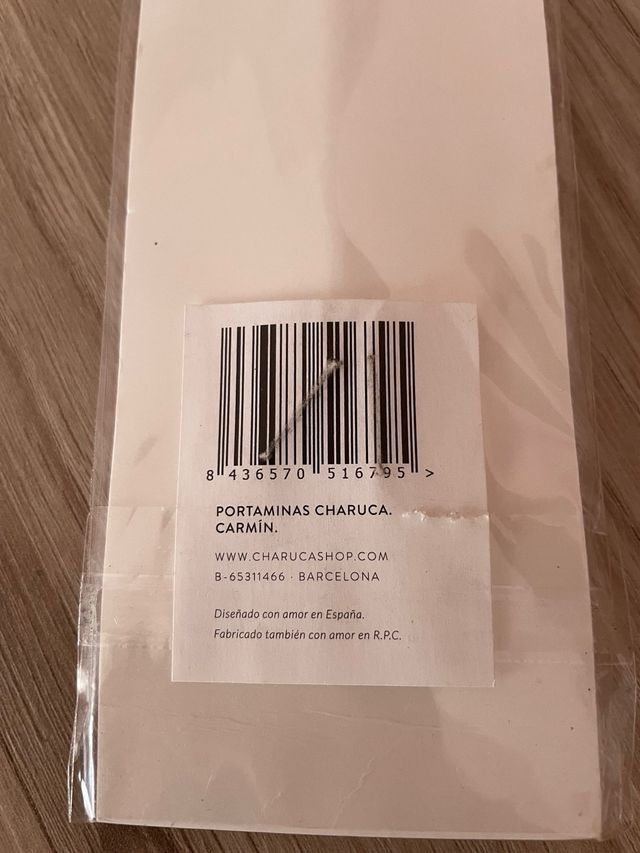 8 436570 516795 >
PORTAMINAS CHARUCA.
CARMÍN.
WWW.CHARUCASHOP.COM
B-65311466 · BARCELONA
Diseñado con amor en España.
Fabricado también con amor en R.P.C.